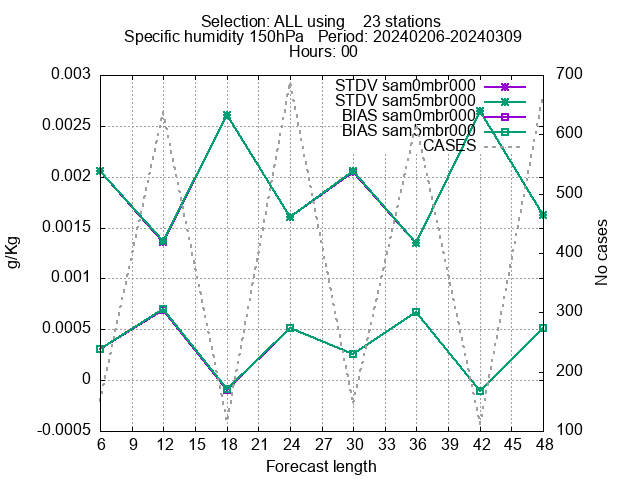 Selection: ALL using    23 stations
Specific humidity 150hPa   Period: 20240206-20240309
Hours: 00
STDV sam0mbr000
STDV sam5mbr000
BIAS sam0mbr000
BIAS sam5mbr000
CASES
0.003
0.0025
0.002
0.0015
0.001
0.0005
0
-0.0005
g/Kg
700
600
500
400
300
200
100
No cases
6 9 12 15 18 21 24 27 30 33 36 39 42 45 48
Forecast length